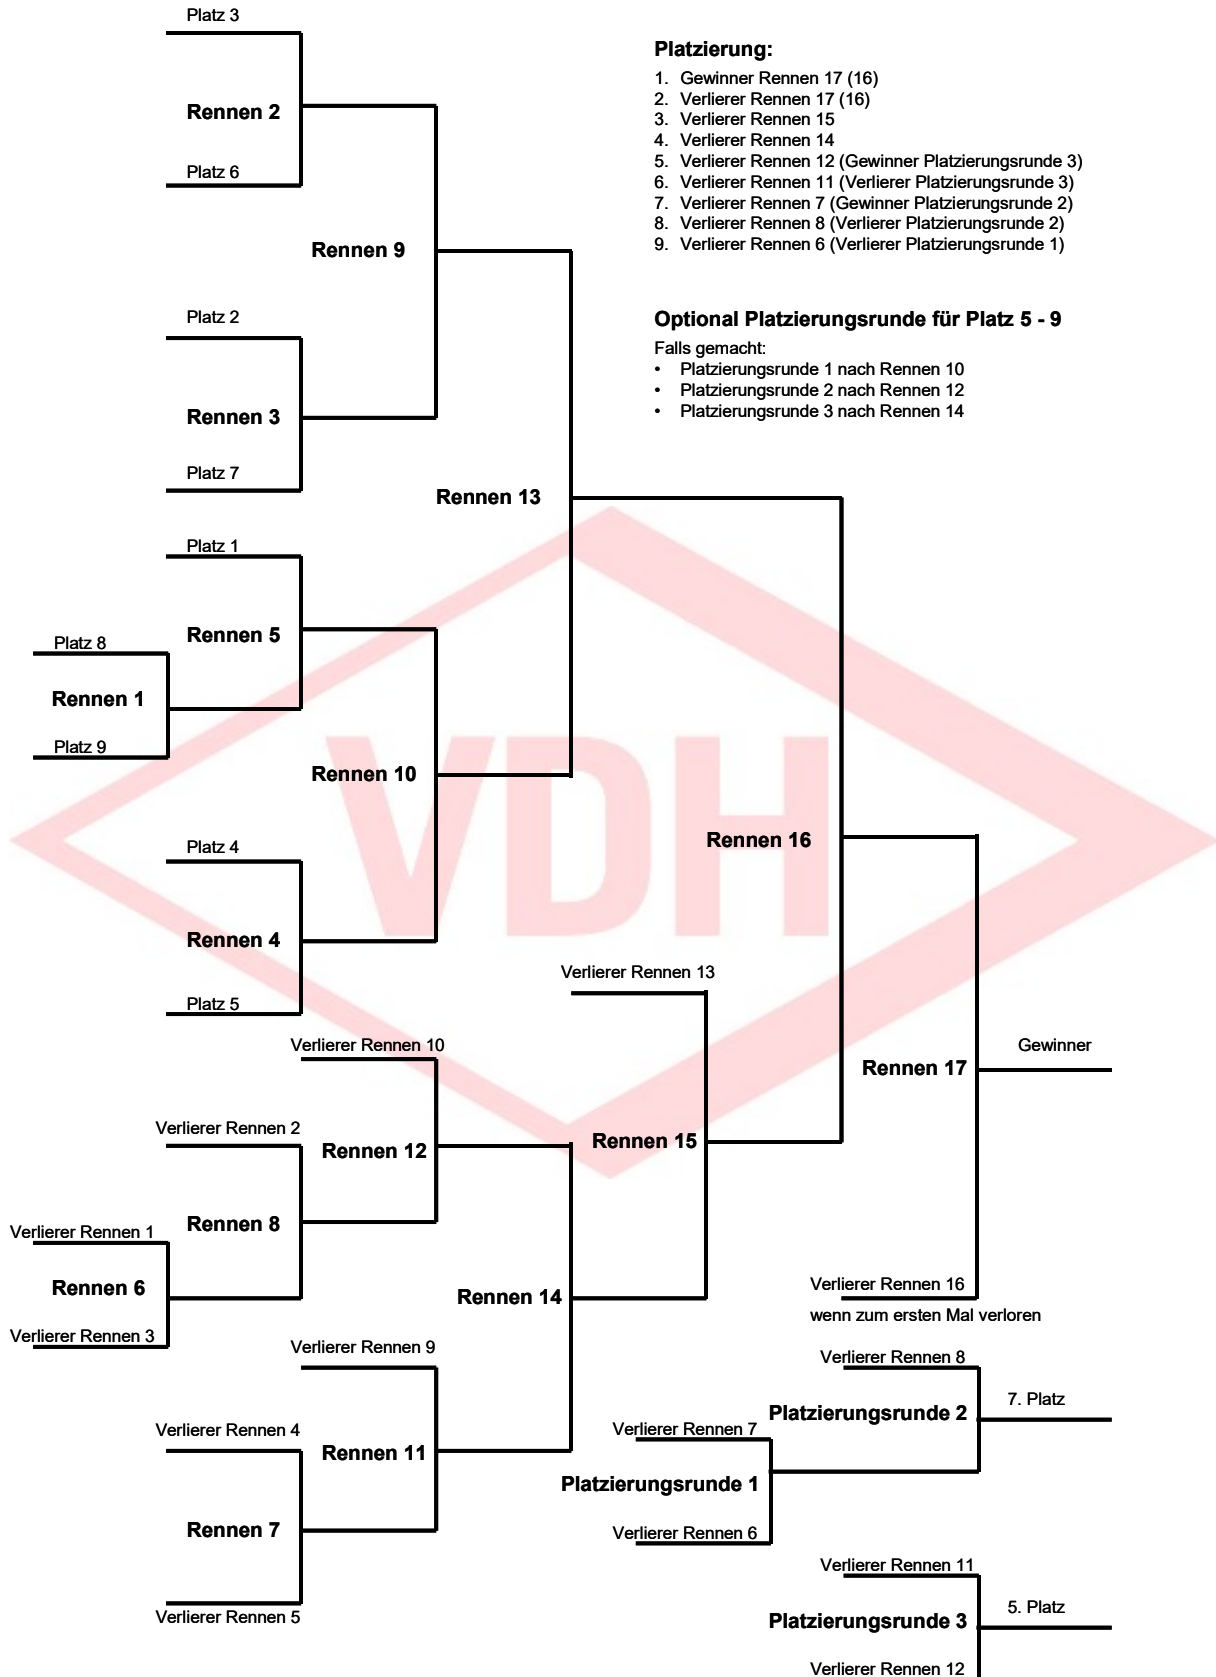 Platz 3
Rennen 2
Platz 6
Rennen 9
Platz 2
Rennen 3
Platz 7
Rennen 13
Platz 1
Rennen 5
Platz 8
Rennen 1
Platz 9
Rennen 10
Platz 4
Rennen 4
Platz 5
Platzierung:
1. Gewinner Rennen 17 (16)
2. Verlierer Rennen 17 (16)
3. Verlierer Rennen 15
4. Verlierer Rennen 14
5. Verlierer Rennen 12 (Gewinner Platzierungsrunde 3)
6. Verlierer Rennen 11 (Verlierer Platzierungsrunde 3)
7. Verlierer Rennen 7 (Gewinner Platzierungsrunde 2)
8. Verlierer Rennen 8 (Verlierer Platzierungsrunde 2)
9. Verlierer Rennen 6 (Verlierer Platzierungsrunde 1)
Optional Platzierungsrunde für Platz 5 - 9
Falls gemacht:
• Platzierungsrunde 1 nach Rennen 10
• Platzierungsrunde 2 nach Rennen 12
• Platzierungsrunde 3 nach Rennen 14
VDH
Rennen 16
Verlierer Rennen 13
Verlierer Rennen 10
Gewinner
Rennen 17
Verlierer Rennen 2
Rennen 12
Rennen 15
Rennen 8
Verlierer Rennen 1
Rennen 6
Verlierer Rennen 3
Rennen 14
Verlierer Rennen 16
wenn zum ersten Mal verloren
Verlierer Rennen 9
Verlierer Rennen 4
Rennen 11
Rennen 7
Verlierer Rennen 5
Verlierer Rennen 8
Platzierungsrunde 2
7. Platz
Verlierer Rennen 7
Platzierungsrunde 1
Verlierer Rennen 6
Verlierer Rennen 11
Platzierungsrunde 3
5. Platz
Verlierer Rennen 12